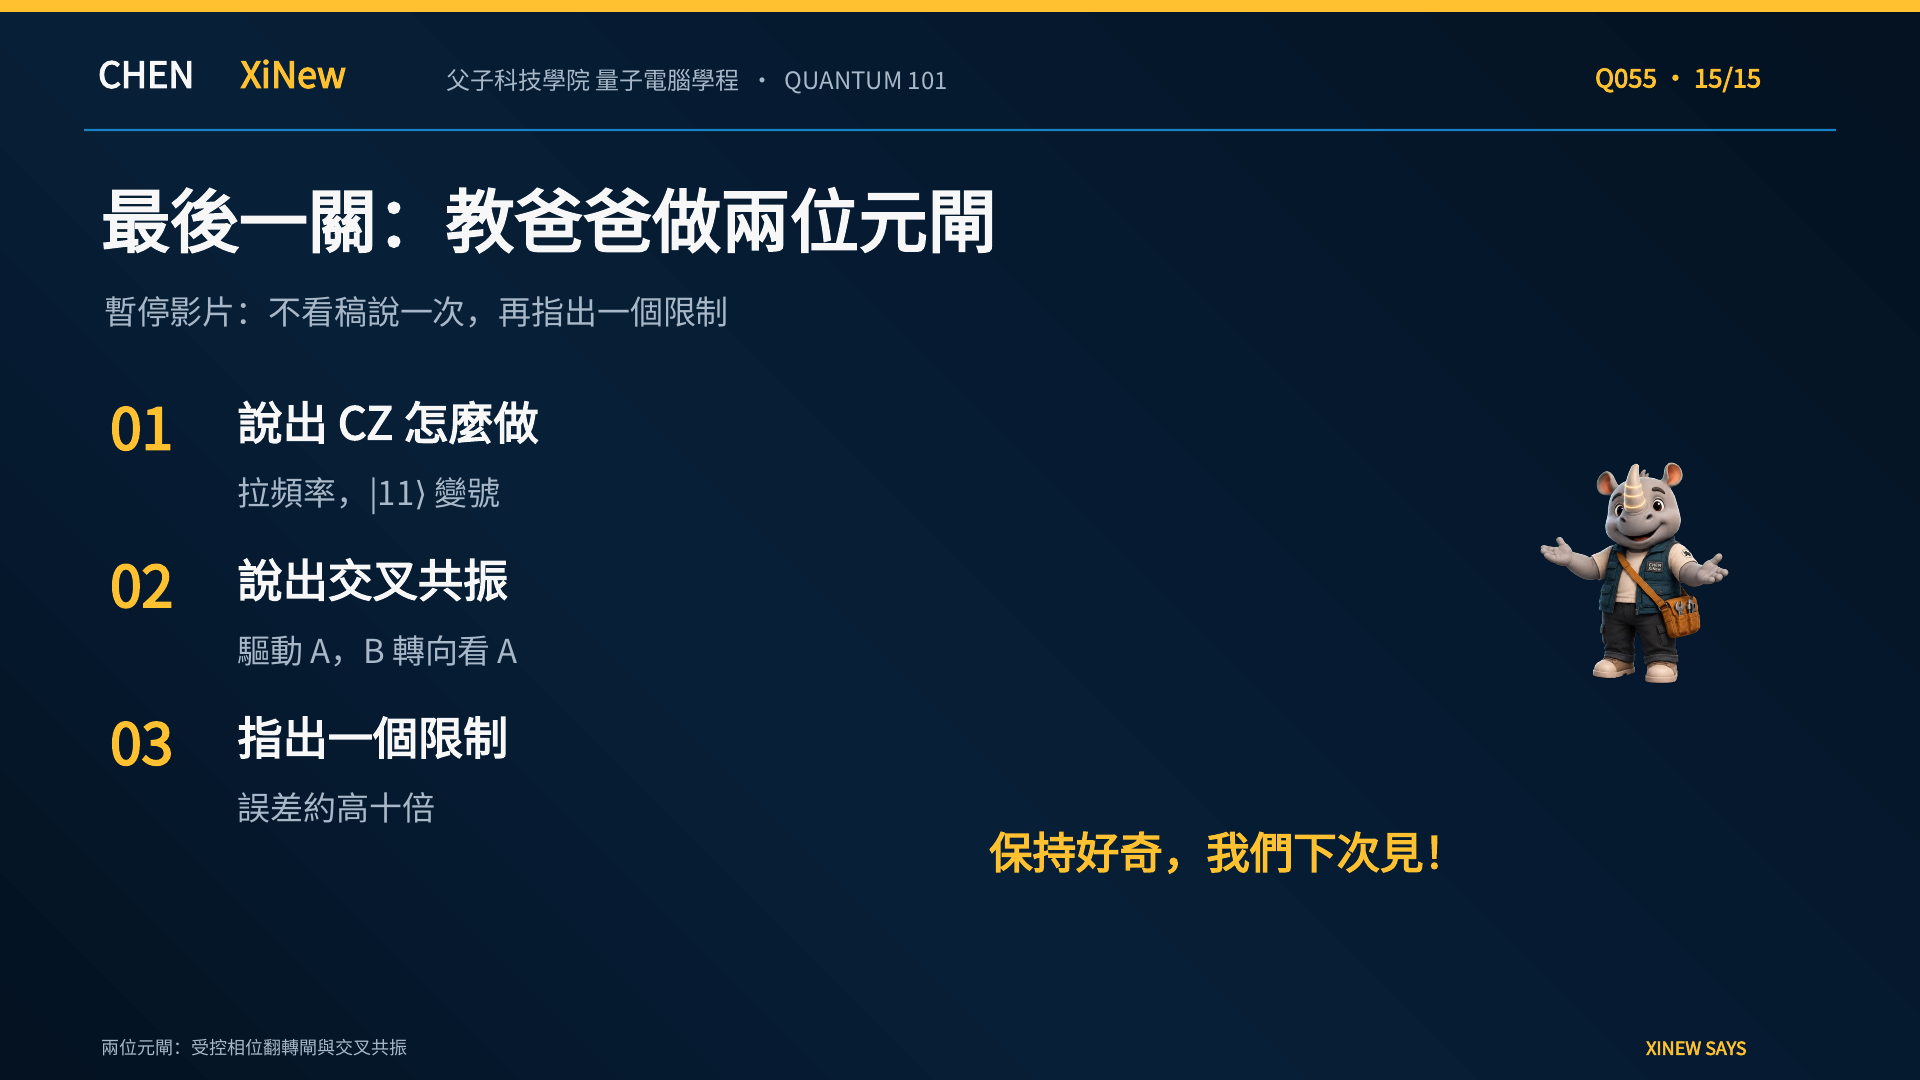 CHEN XiNew 父子科技學院 量子電腦學程 · QUANTUM 101 Q055 · 15/15
最後一關：教爸爸做兩位元閘
暫停影片：不看稿說一次，再指出一個限制
01 說出 CZ 怎麼做
拉頻率，|11⟩ 變號
02 說出交叉共振
驅動 A，B 轉向看 A
03 指出一個限制
誤差約高十倍
保持好奇，我們下次見！
兩位元閘：受控相位翻轉閘與交叉共振 XINEW SAYS